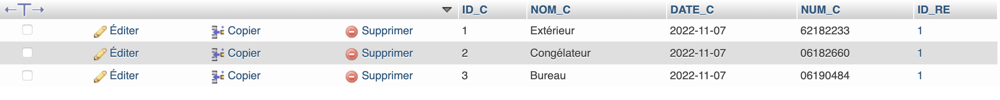 ID_C NOM_C DATE_C NUM_C ID_RE
Éditer Copier Supprimer 1 Extérieur 2022-11-07 62182233 1
Éditer Copier Supprimer 2 Congélateur 2022-11-07 06182660 1
Éditer Copier Supprimer 3 Bureau 2022-11-07 06190484 1